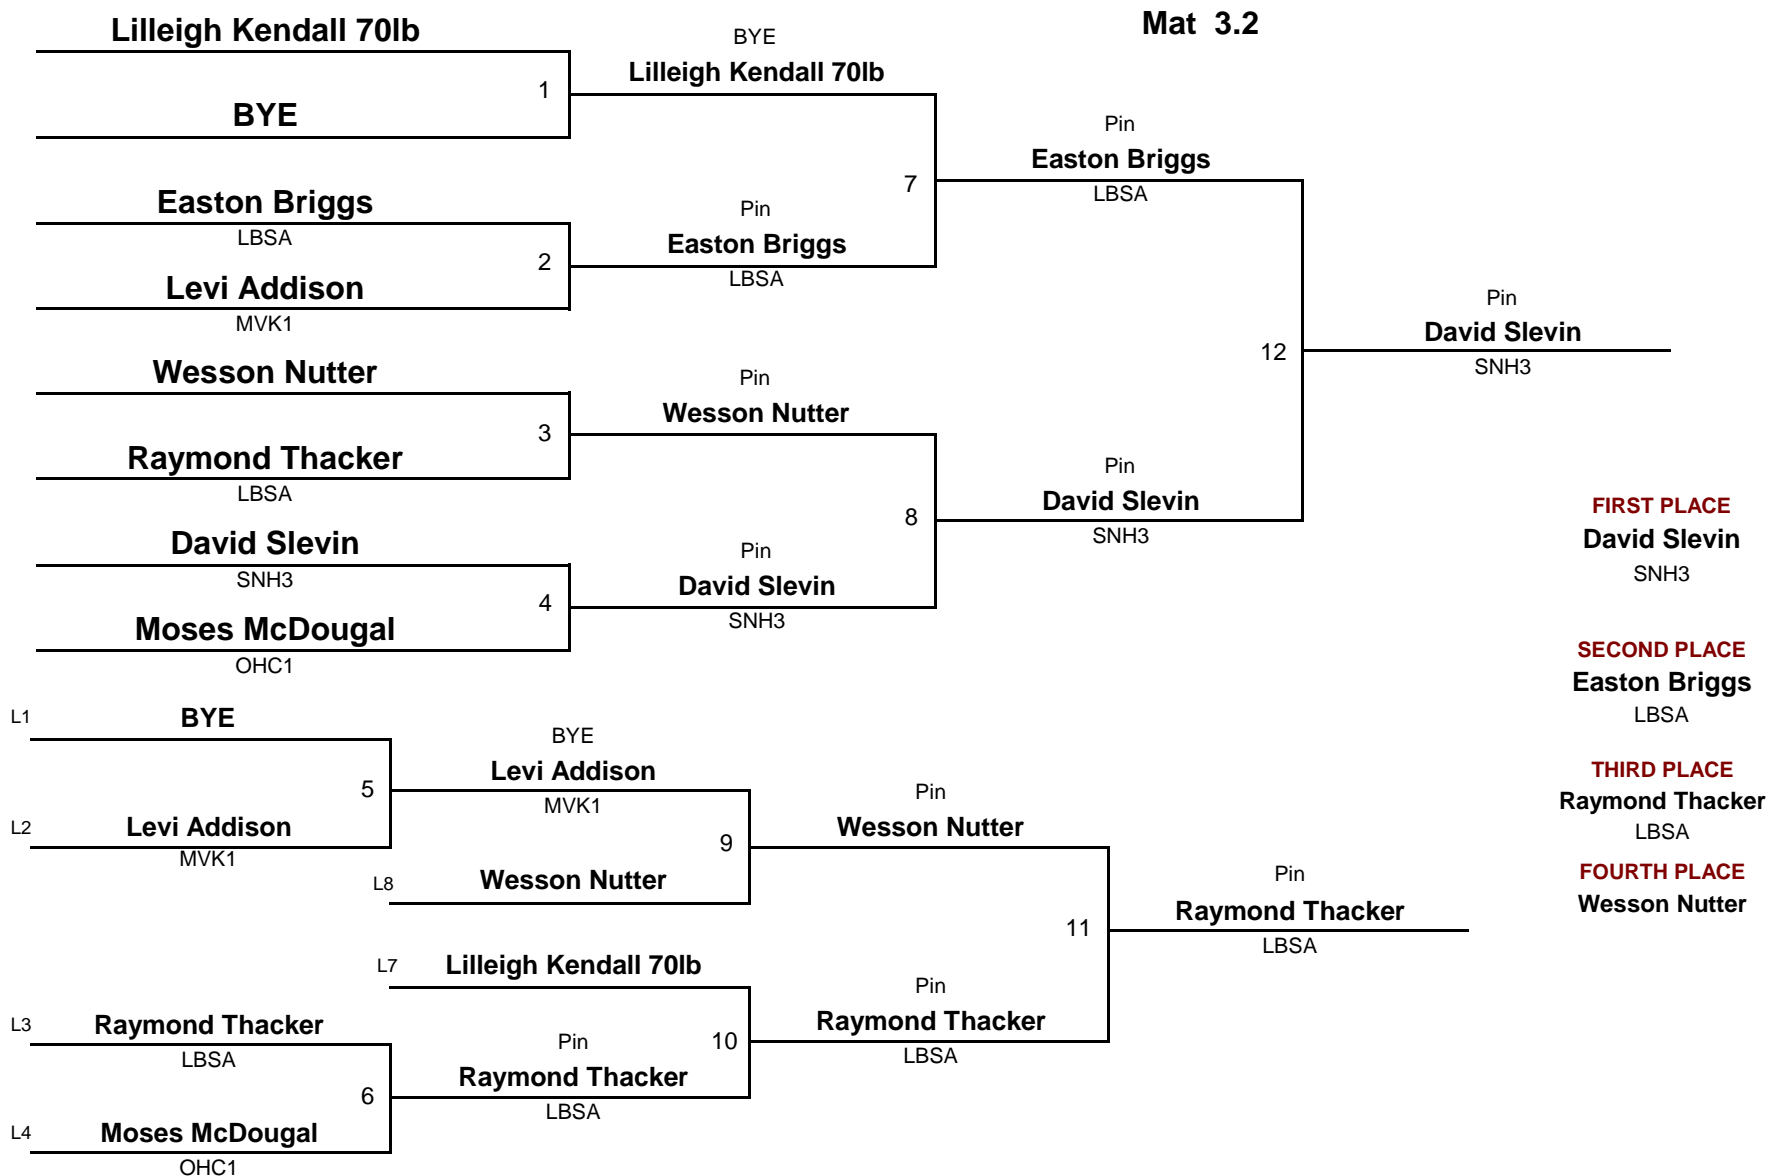 Mat 3.2
Lilleigh Kendall 70lb
1
BYE
BYE
Lilleigh Kendall 70lb
Easton Briggs
LBSA
2
Levi Addison
MVK1
Pin
Easton Briggs
LBSA
7
Pin
Easton Briggs
LBSA
Wesson Nutter
3
Raymond Thacker
LBSA
Pin
Wesson Nutter
David Slevin
SNH3
4
Moses McDougal
OHC1
Pin
David Slevin
SNH3
8
Pin
David Slevin
SNH3
12
Pin
David Slevin
SNH3
FIRST PLACE
David Slevin
SNH3
SECOND PLACE
Easton Briggs
LBSA
THIRD PLACE
Raymond Thacker
LBSA
FOURTH PLACE
Wesson Nutter
L1
BYE
5
L2
Levi Addison
MVK1
BYE
Levi Addison
MVK1
9
L8
Wesson Nutter
Pin
Wesson Nutter
L7
Lilleigh Kendall 70lb
L3
Raymond Thacker
LBSA
6
L4
Moses McDougal
OHC1
Pin
Raymond Thacker
LBSA
10
Pin
Raymond Thacker
LBSA
11
Pin
Raymond Thacker
LBSA